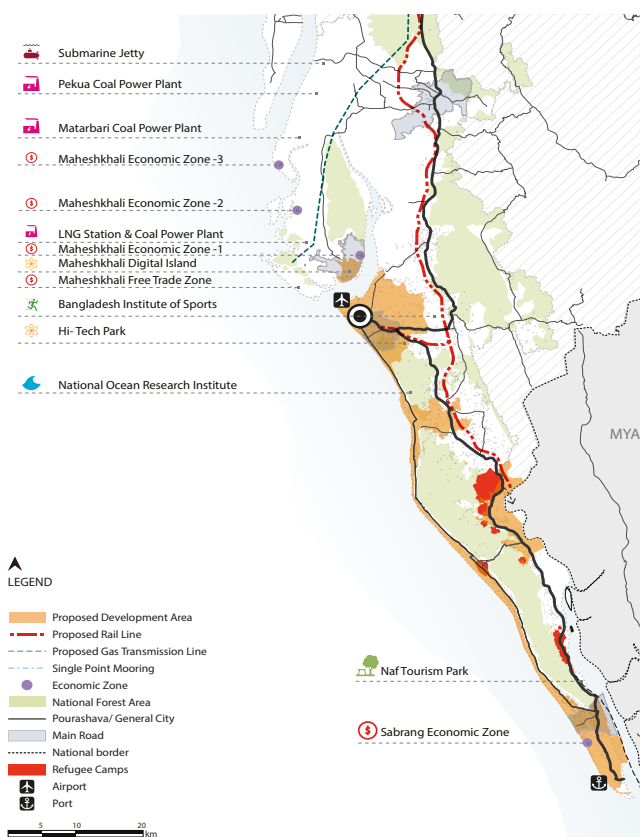 Submarine Jetty
Pekua Coal Power Plant
Matarbari Coal Power Plant
Maheshkhali Economic Zone -3
Maheshkhali Economic Zone -2
LNG Station & Coal Power Plant
Maheshkhali Economic Zone -1
Maheshkhali Digital Island
Maheshkhali Free Trade Zone
Bangladesh Institute of Sports
Hi- Tech Park
National Ocean Research Institute
MYA
Naf Tourism Park
Sabrang Economic Zone
LEGEND
Proposed Development Area
Proposed Rail Line
Proposed Gas Transmission Line
Single Point Mooring
Economic Zone
National Forest Area
Pourashava/ General City
Main Road
National border
Refugee Camps
Airport
Port
5 10 20
km